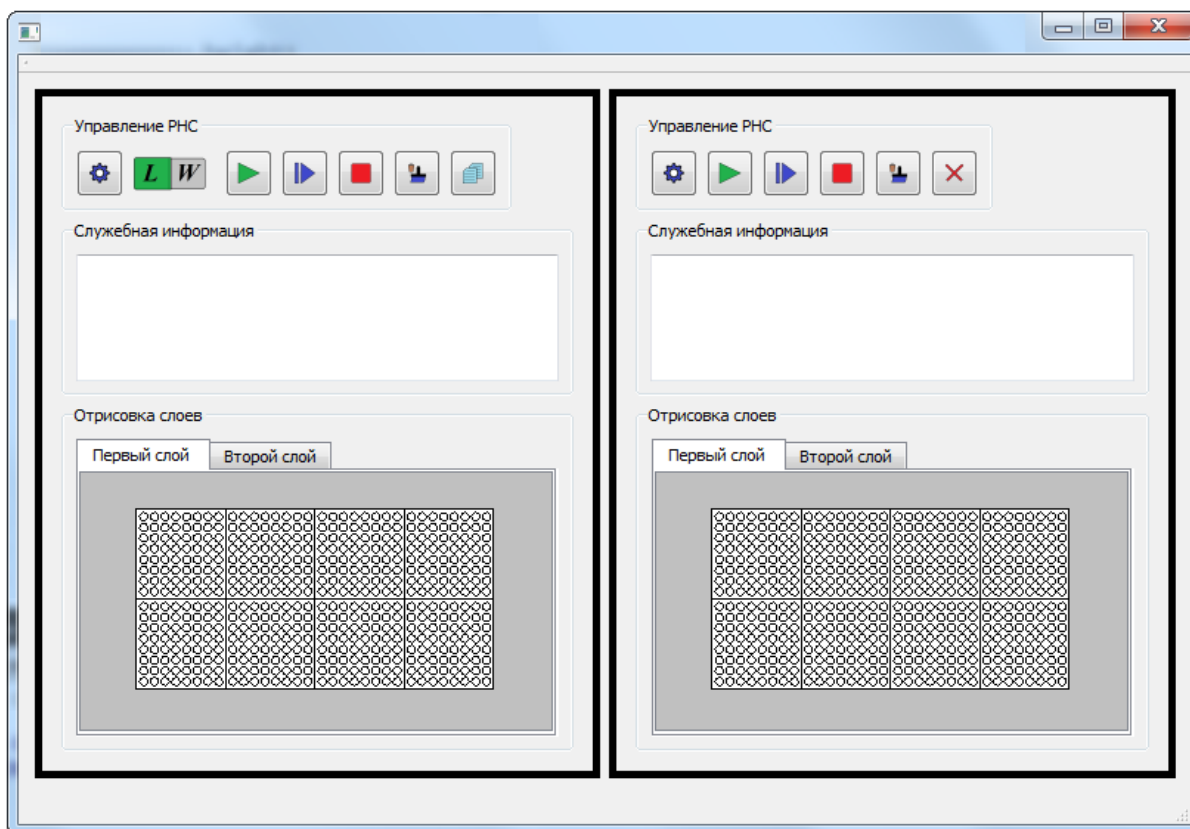 Управление РНС
L W
Служебная информация
Отрисовка слоев
Первый слой Второй слой
Управление РНС
Служебная информация
Отрисовка слоев
Первый слой Второй слой